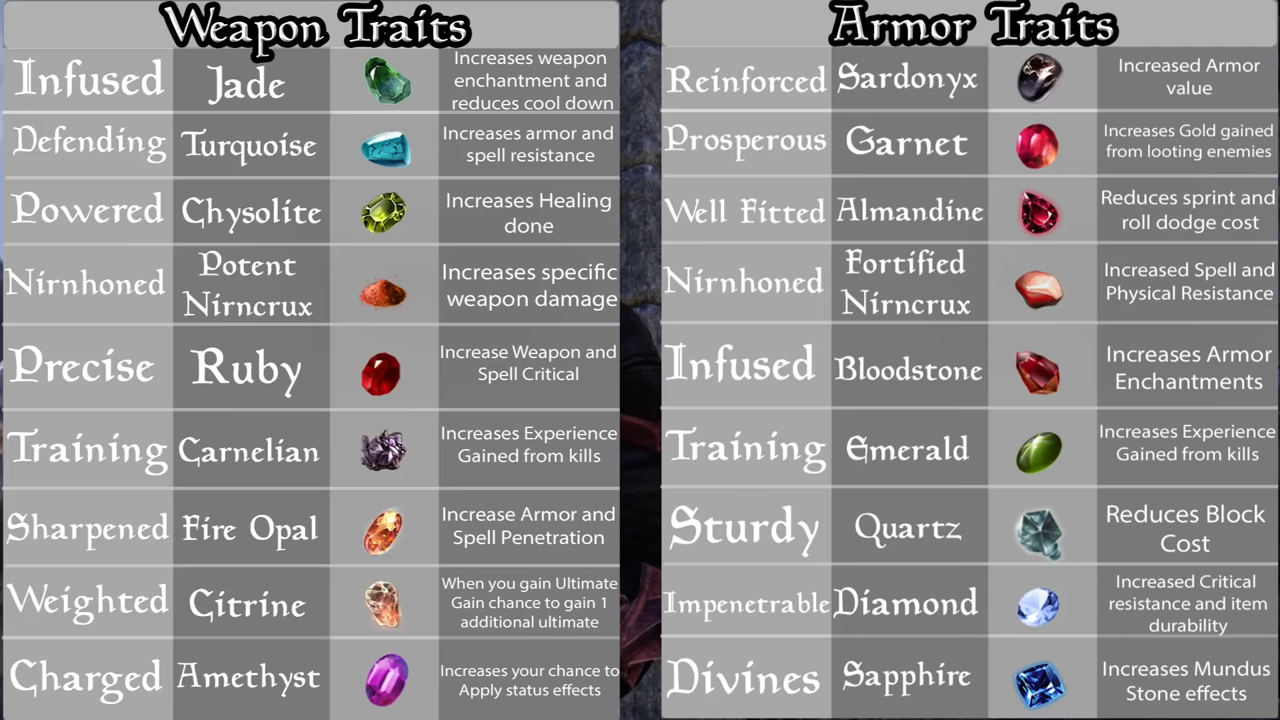 Weapon Traits
Infused
Jade
Increases weapon
enchantment and
reduces cool down
Defending
Turquoise
Increases armor and
spell resistance
Powered
Chysolite
Increases Healing
done
Nirnhoned
Potent
Nirncrux
Increases specific
weapon damage
Precise
Ruby
Increase Weapon and
Spell Critical
Training
Carnelian
Increases Experience
Gained from kills
Sharpened
Fire Opal
Increase Armor and
Spell Penetration
Weighted
Citrine
When you gain Ultimate
Gain chance to gain 1
additional ultimate
Charged
Amethyst
Increases your chance to
Apply status effects
Armor Traits
Reinforced
Sardonyx
Increased Armor
value
Prosperous
Garnet
Increases Gold gained
from looting enemies
Well Fitted
Almandine
Reduces sprint and
roll dodge cost
Nirnhoned
Fortified
Nirncrux
Increased Spell and
Physical Resistance
Infused
Bloodstone
Increases Armor
Enchantments
Training
Emerald
Increases Experience
Gained from kills
Sturdy
Quartz
Reduces Block
Cost
Impenetrable
Diamond
Increased Critical
resistance and item
durability
Divines
Sapphire
Increases Mundus
Stone effects